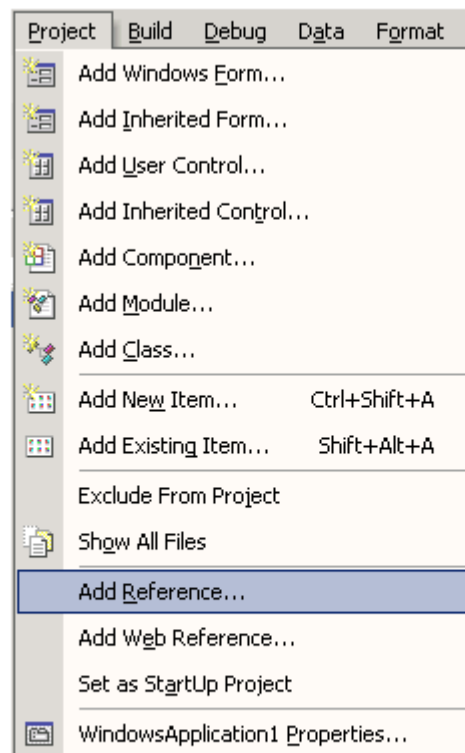 Project Build Debug Data Format
Add Windows Form...
Add Inherited Form...
Add User Control...
Add Inherited Control...
Add Component...
Add Module...
Add Class...
Add New Item... Ctrl+Shift+A
Add Existing Item... Shift+Alt+A
Exclude From Project
Show All Files
Add Reference...
Add Web Reference...
Set as StartUp Project
WindowsApplication1 Properties...